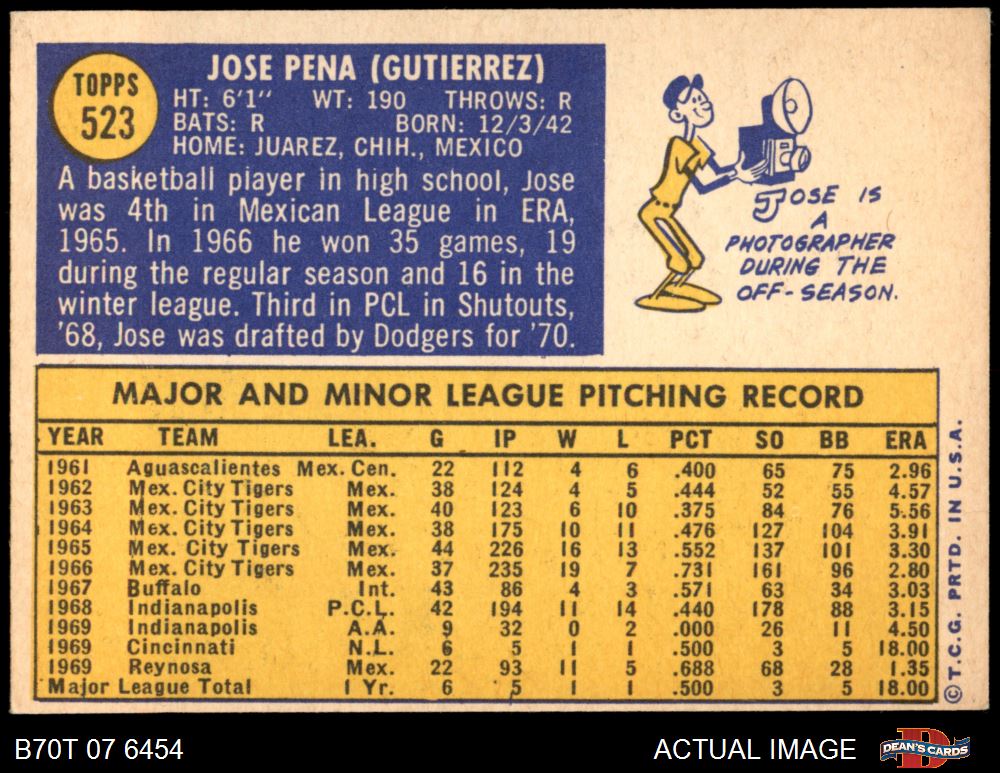 TOPPS
523
JOSE PENA (GUTIERREZ)
HT: 6'1" WT: 190 THROWS: R
BATS: R BORN: 12/3/42
HOME: JUAREZ, CHIH., MEXICO
A basketball player in high school, Jose
was 4th in Mexican League in ERA,
1965. In 1966 he won 35 games, 19
during the regular season and 16 in the
winter league. Third in PCL in Shutouts,
'68, Jose was drafted by Dodgers for '70.
JOSE IS
A
PHOTOGRAPHER
DURING THE
OFF-SEASON.
MAJOR AND MINOR LEAGUE PITCHING RECORD
YEAR TEAM LEA. G IP W L PCT SO BB ERA
1961 Aguascalientes Mex. Cen. 22 112 4 6 .400 65 75 2.96
1962 Mex. City Tigers Mex. 38 124 4 5 .444 52 55 4.57
1963 Mex. City Tigers Mex. 40 123 6 10 .375 84 76 5.56
1964 Mex. City Tigers Mex. 38 175 10 11 .476 127 104 3.91
1965 Mex. City Tigers Mex. 44 226 16 13 .552 137 101 3.30
1966 Mex. City Tigers Mex. 37 235 19 7 .731 161 96 2.80
1967 Buffalo Int. 43 86 4 3 .571 63 34 3.03
1968 Indianapolis P.C.L. 42 194 11 14 .440 178 88 3.15
1969 Indianapolis A.A. 9 32 0 2 .000 26 11 4.50
1969 Cincinnati N.L. 6 5 1 1 .500 3 5 18.00
1969 Reynosa Mex. 22 93 11 5 .688 68 28 1.35
Major League Total 1 Yr. 6 5 1 1 .500 3 5 18.00
© T.C.G. PRTD. IN U.S.A.
B70T 07 6454
ACTUAL IMAGE
DEAN'S CARDS